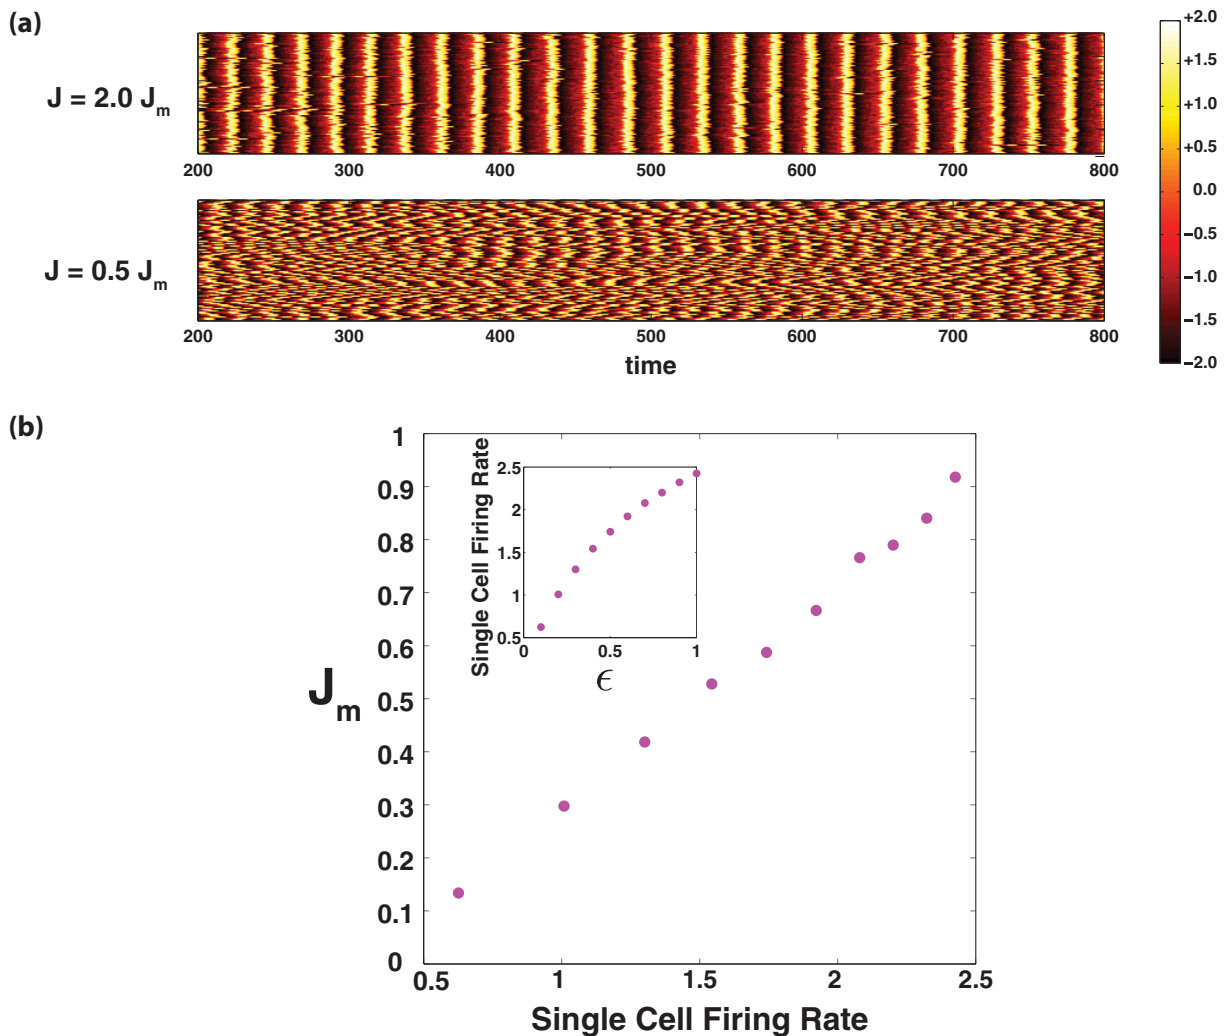 (a)
J = 2.0 J_m
200 300 400 500 600 700 800
+2.0
+1.5
+1.0
+0.5
0.0
−0.5
−1.0
−1.5
−2.0
J = 0.5 J_m
200 300 400 500 600 700 800
time
(b)
J_m
1
0.9
0.8
0.7
0.6
0.5
0.4
0.3
0.2
0.1
0
0.5 1 1.5 2 2.5
Single Cell Firing Rate
Single Cell Firing Rate
2.5
2
1.5
1
0.5
0 0.5 1
ϵ